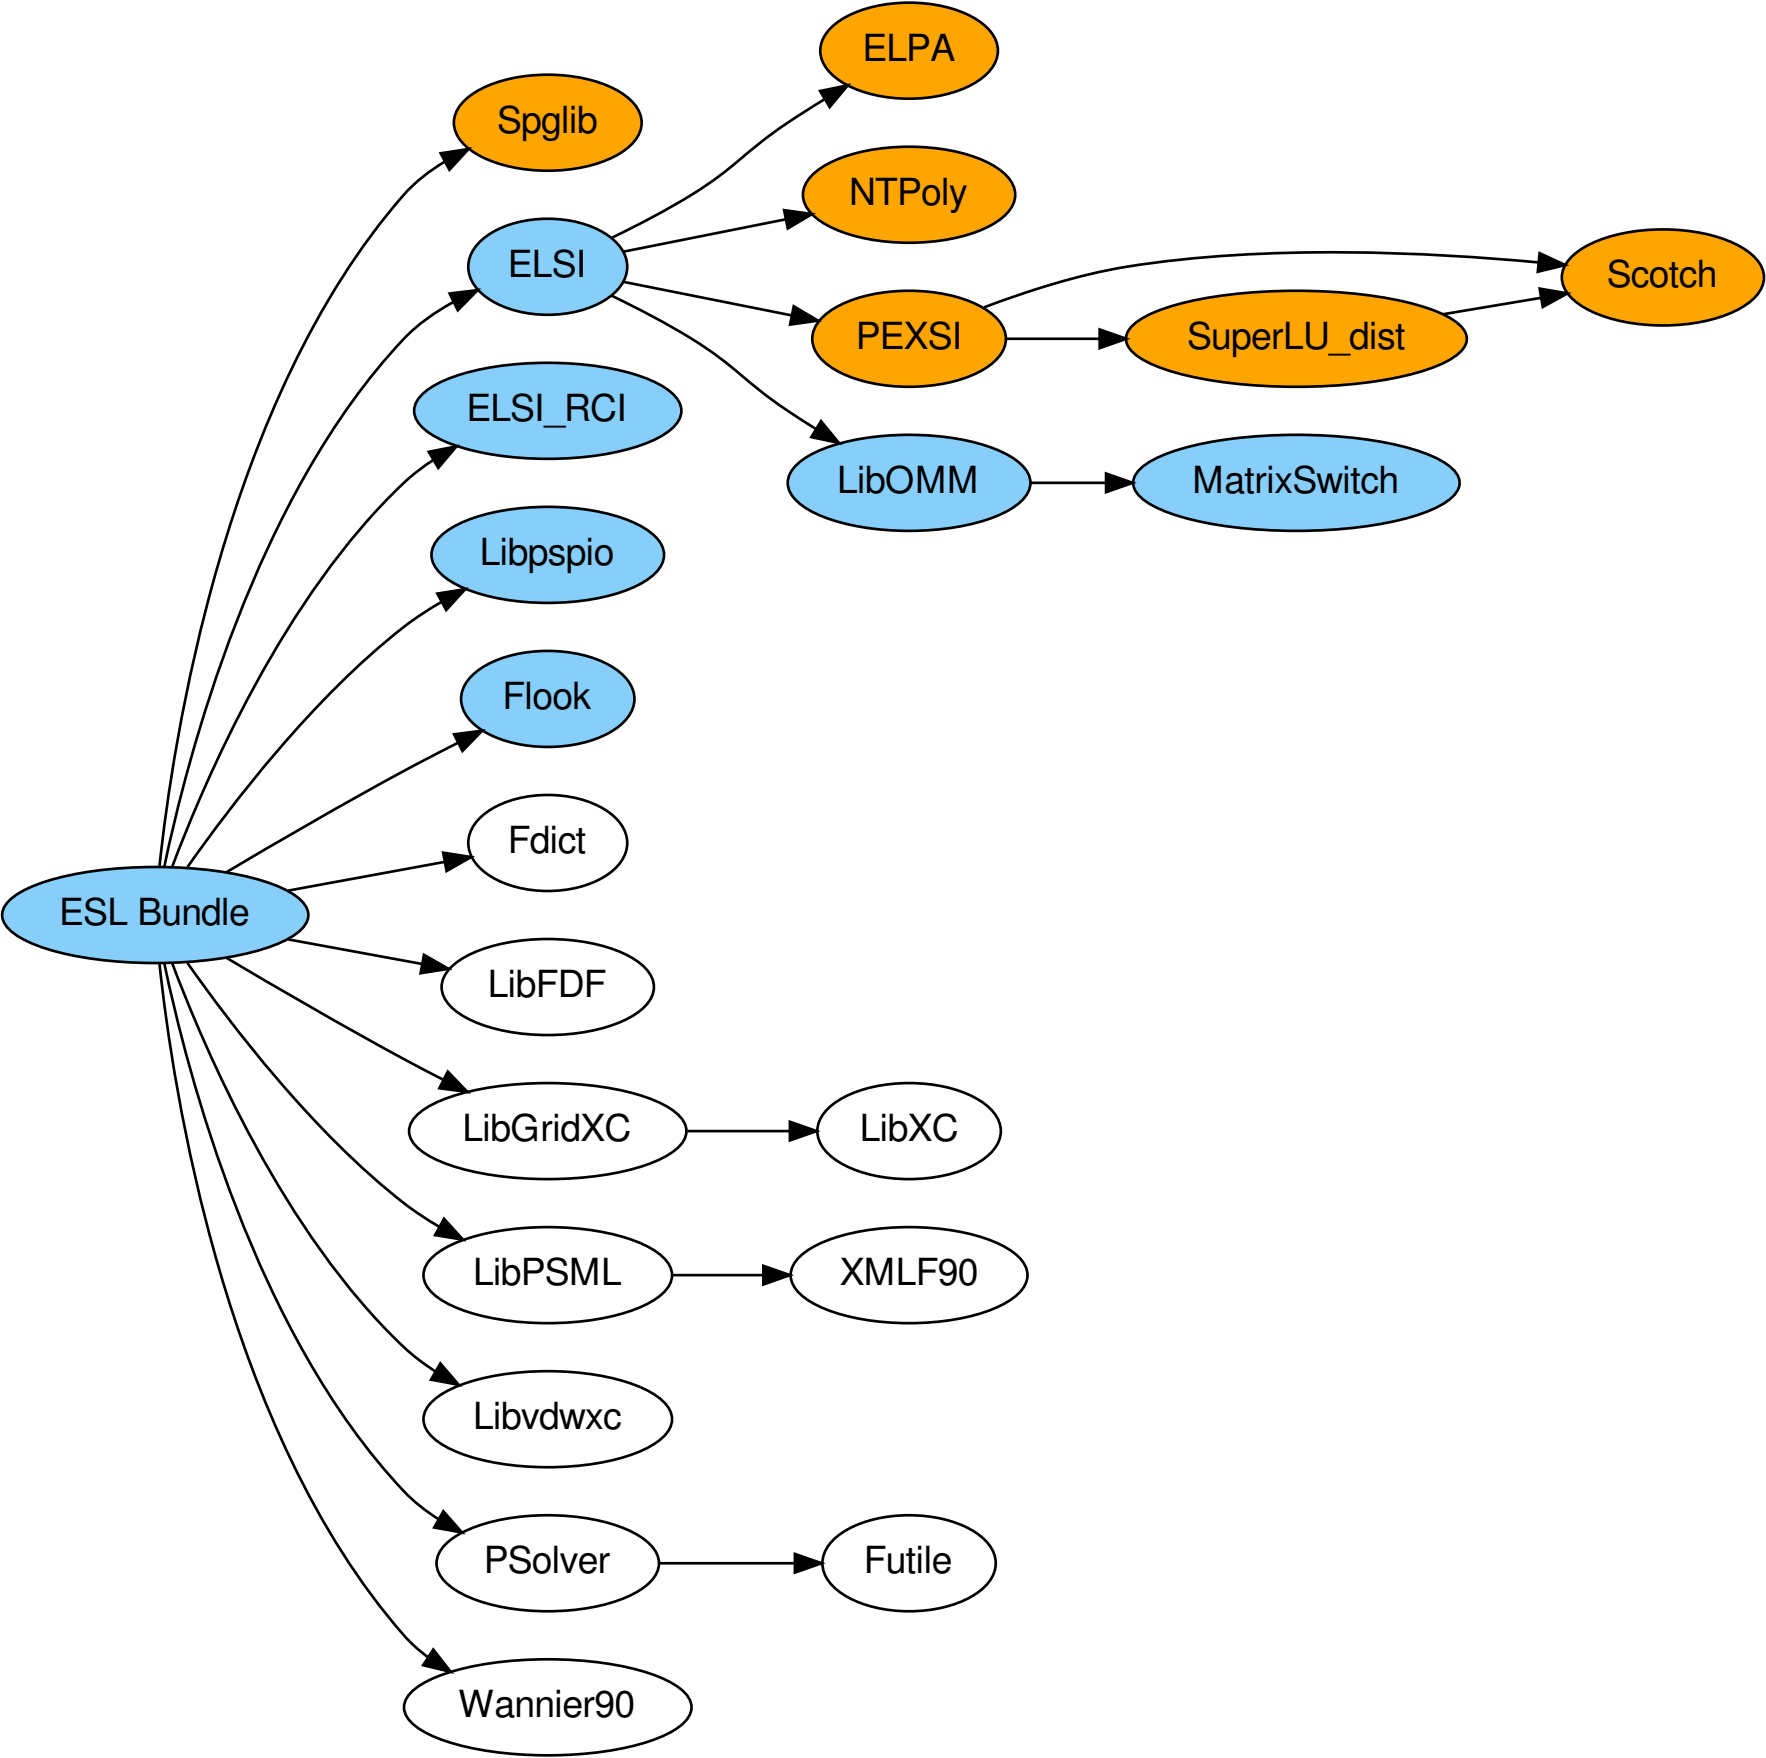 ELPA
Spglib
NTPoly
ELSI
Scotch
PEXSI
SuperLU_dist
ELSI_RCI
LibOMM
MatrixSwitch
Libpspio
Flook
Fdict
ESL Bundle
LibFDF
LibGridXC
LibXC
LibPSML
XMLF90
Libvdwxc
PSolver
Futile
Wannier90